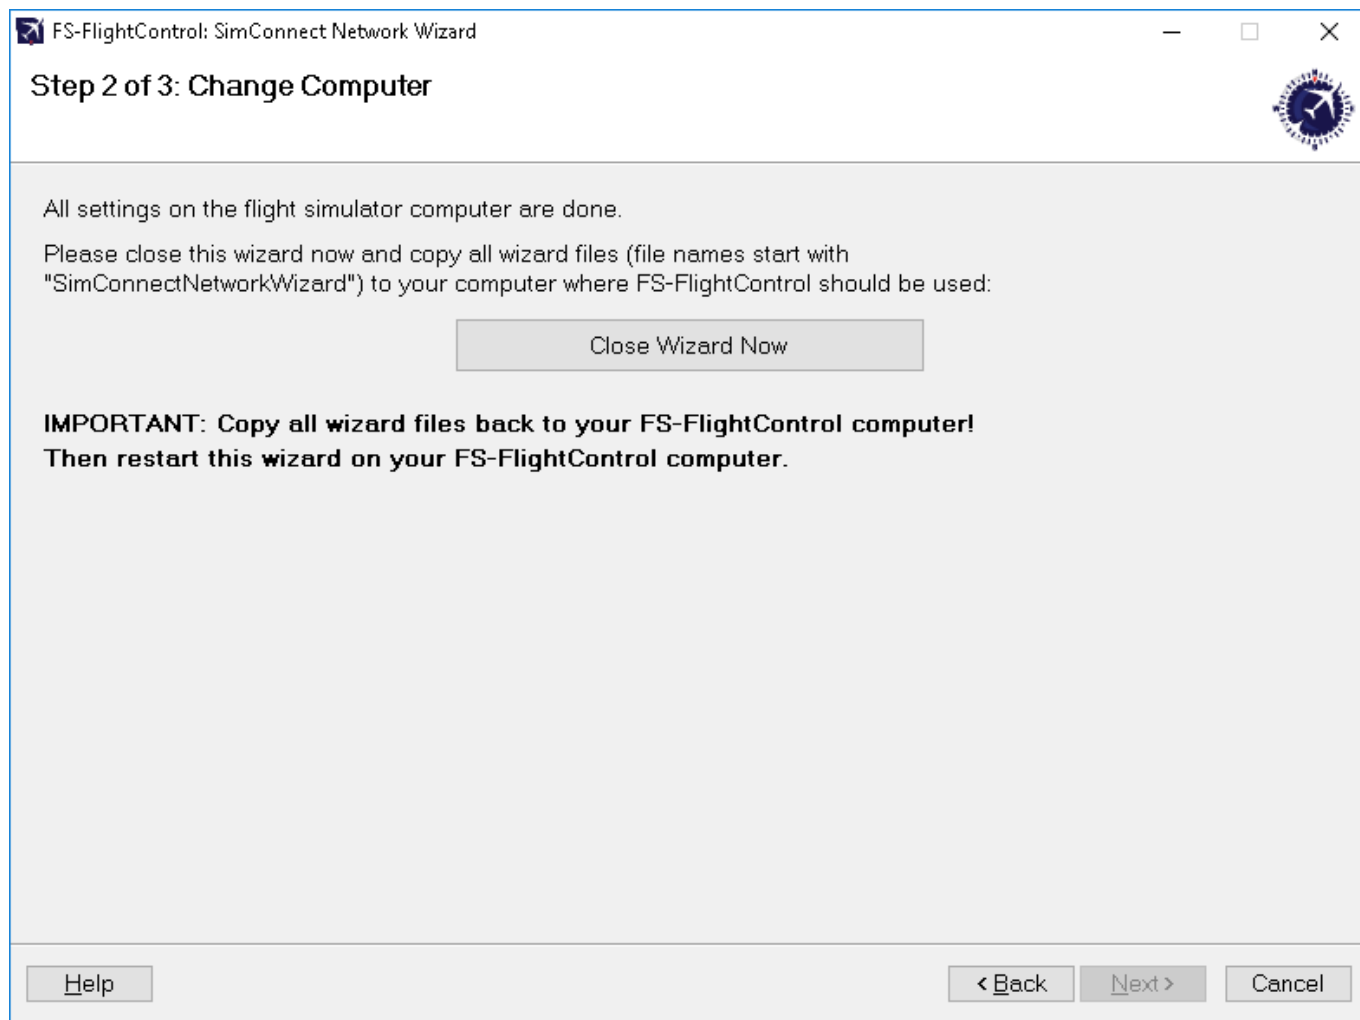 FS-FlightControl: SimConnect Network Wizard
Step 2 of 3: Change Computer
All settings on the flight simulator computer are done.
Please close this wizard now and copy all wizard files (file names start with
"SimConnectNetworkWizard") to your computer where FS-FlightControl should be used:
Close Wizard Now
IMPORTANT: Copy all wizard files back to your FS-FlightControl computer!
Then restart this wizard on your FS-FlightControl computer.
Help
< Back
Next >
Cancel